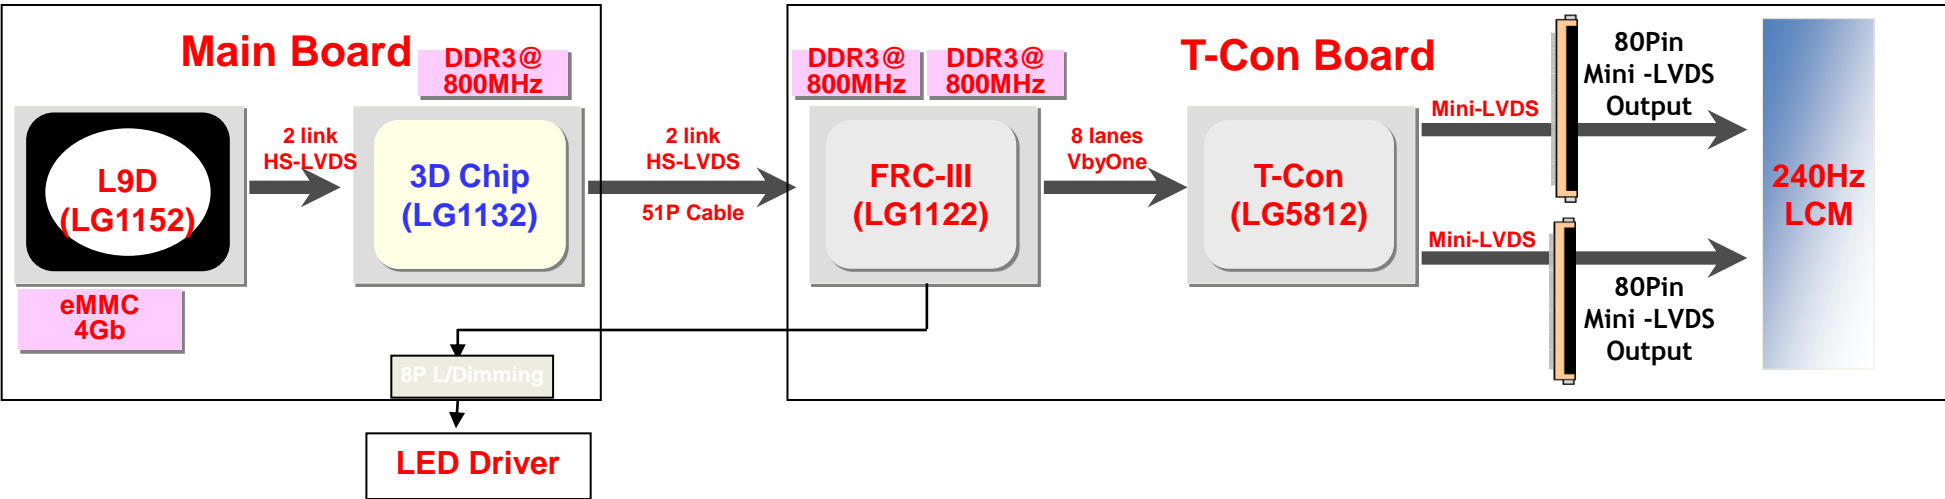 Main Board
DDR3@
800MHz
L9D
(LG1152)
eMMC
4Gb
2 link
HS-LVDS
3D Chip
(LG1132)
2 link
HS-LVDS
51P Cable
8P L/Dimming
LED Driver
T-Con Board
DDR3@
800MHz
DDR3@
800MHz
FRC-III
(LG1122)
8 lanes
VbyOne
T-Con
(LG5812)
Mini-LVDS
Mini-LVDS
80Pin
Mini -LVDS
Output
80Pin
Mini -LVDS
Output
240Hz
LCM